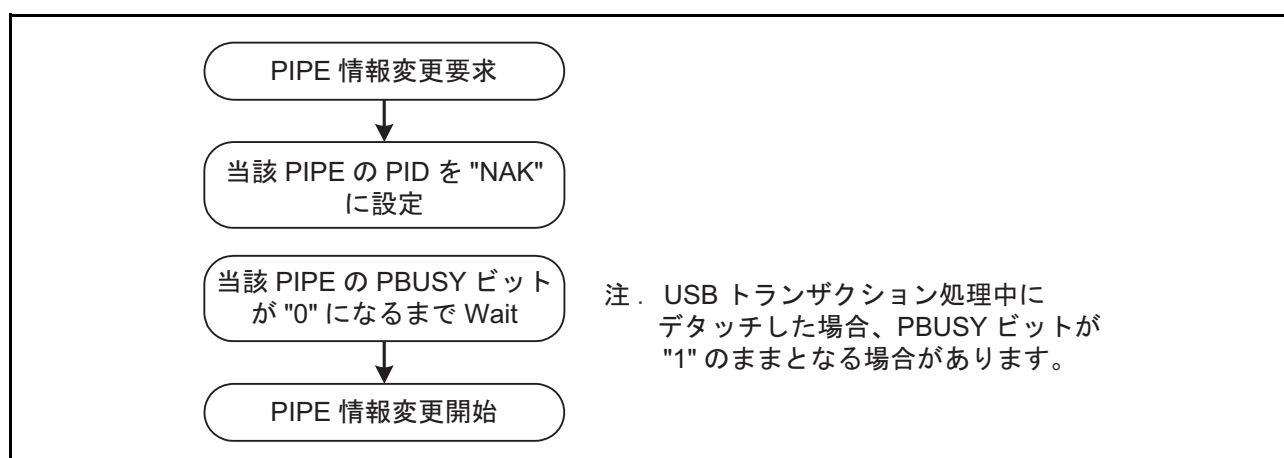 PIPE 情報変更要求
当該 PIPE の PID を "NAK"
に設定
当該 PIPE の PBUSY ビット
が "0" になるまで Wait
注 . USB トランザクション処理中に
デタッチした場合、PBUSY ビットが
"1" のままとなる場合があります。
PIPE 情報変更開始